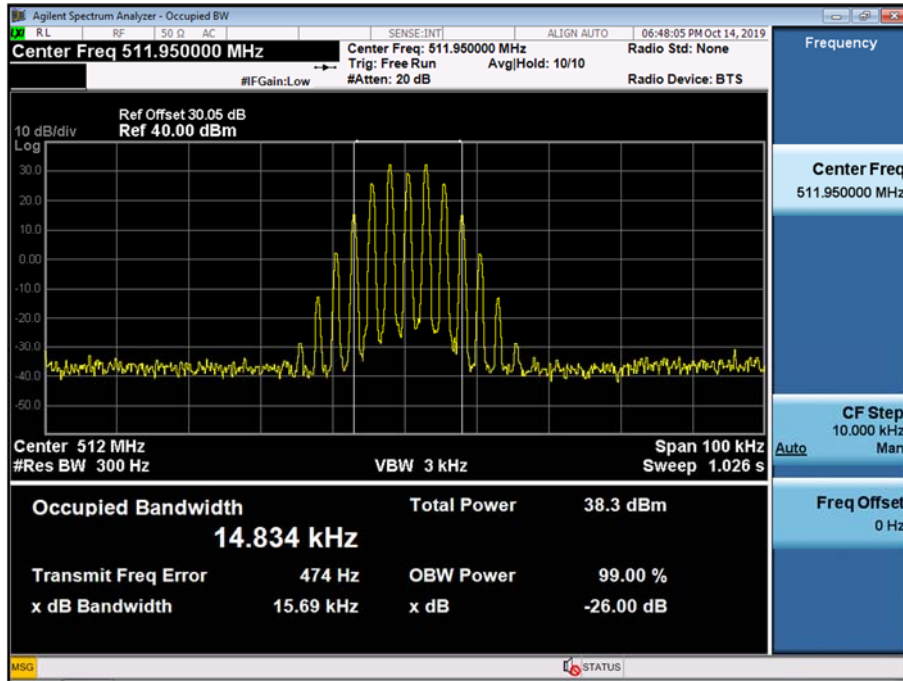 Agilent Spectrum Analyzer - Occupied BW
LXI RL RF 50 Ω AC SENSE:INT ALIGN AUTO 06:48:05 PM Oct 14, 2019
Center Freq 511.950000 MHz
#IFGain:Low
Center Freq: 511.950000 MHz
Trig: Free Run Avg|Hold: 10/10
#Atten: 20 dB
Radio Std: None
Radio Device: BTS
Ref Offset 30.05 dB
10 dB/div Ref 40.00 dBm
Log
30.0
20.0
10.0
0.00
-10.0
-20.0
-30.0
-40.0
-50.0
Center 512 MHz Span 100 kHz
#Res BW 300 Hz VBW 3 kHz Sweep 1.026 s
Occupied Bandwidth Total Power 38.3 dBm
14.834 kHz
Transmit Freq Error 474 Hz OBW Power 99.00 %
x dB Bandwidth 15.69 kHz x dB -26.00 dB
MSG STATUS
Frequency
Center Freq
511.950000 MHz
CF Step
10.000 kHz
Auto Man
Freq Offset
0 Hz